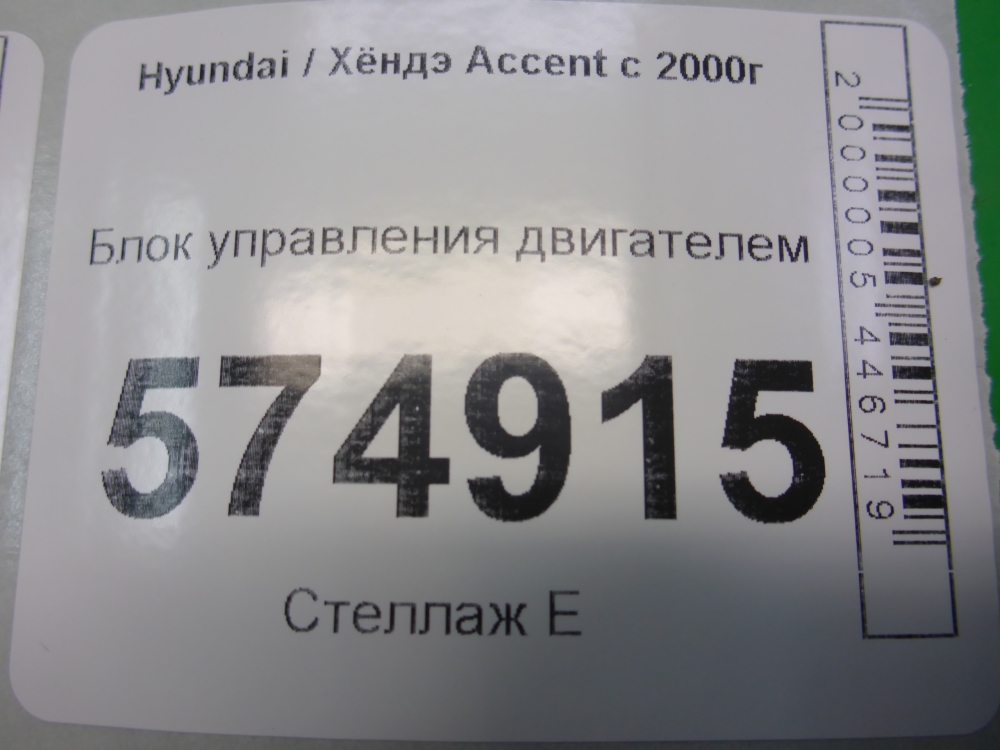 Hyundai / Хёндэ Accent с 2000г
Блок управления двигателем
574915
Стеллаж Е
2000005446719